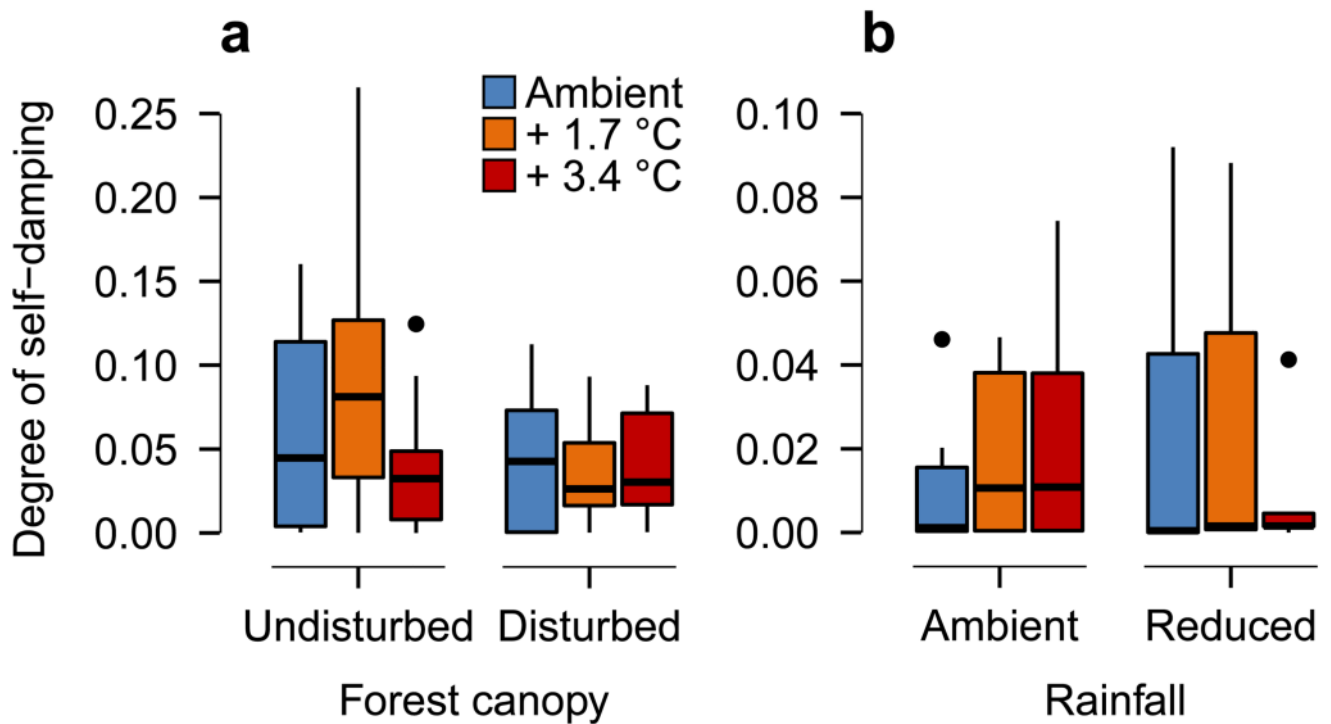 a
Degree of self−damping
0.25
0.20
0.15
0.10
0.05
0.00
Ambient
+ 1.7 °C
+ 3.4 °C
Undisturbed
Disturbed
Forest canopy
b
0.10
0.08
0.06
0.04
0.02
0.00
Ambient
Reduced
Rainfall